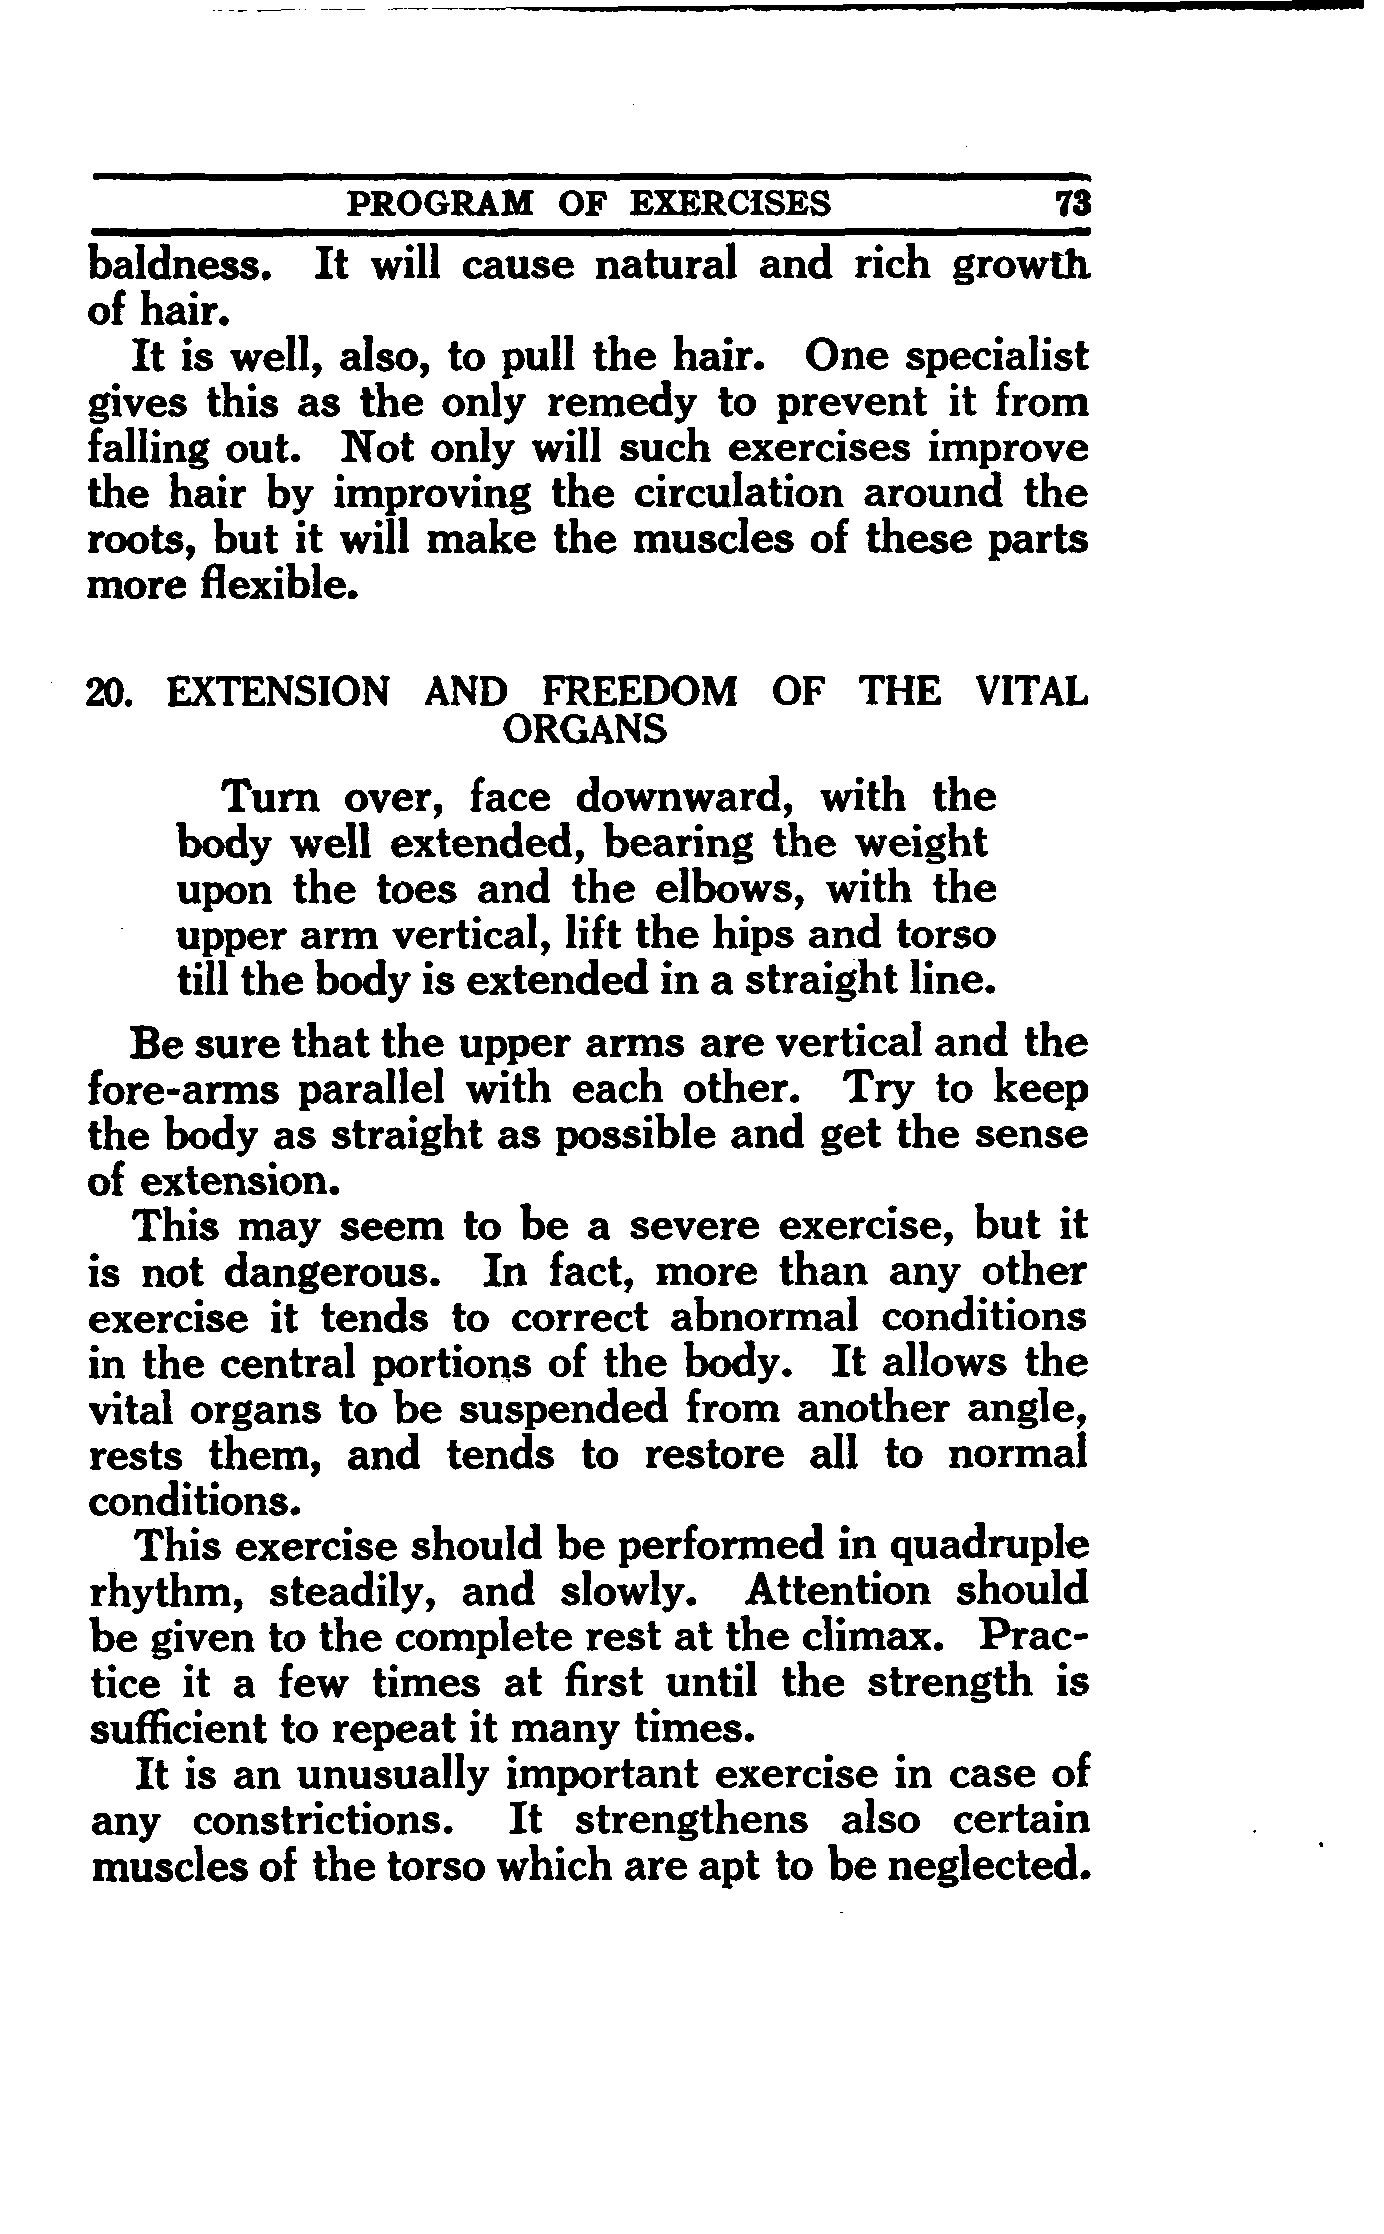 PROGRAM OF EXERCISES 73
baldness. It will cause natural and rich growth
of hair.
It is well, also, to pull the hair. One specialist
gives this as the only remedy to prevent it from
falling out. Not only will such exercises improve
the hair by improving the circulation around the
roots, but it will make the muscles of these parts
more flexible.
20. EXTENSION AND FREEDOM OF THE VITAL
ORGANS
Turn over, face downward, with the
body well extended, bearing the weight
upon the toes and the elbows, with the
upper arm vertical, lift the hips and torso
till the body is extended in a straight line.
Be sure that the upper arms are vertical and the
fore-arms parallel with each other. Try to keep
the body as straight as possible and get the sense
of extension.
This may seem to be a severe exercise, but it
is not dangerous. In fact, more than any other
exercise it tends to correct abnormal conditions
in the central portions of the body. It allows the
vital organs to be suspended from another angle,
rests them, and tends to restore all to normal
conditions.
This exercise should be performed in quadruple
rhythm, steadily, and slowly. Attention should
be given to the complete rest at the climax. Prac-
tice it a few times at first until the strength is
sufficient to repeat it many times.
It is an unusually important exercise in case of
any constrictions. It strengthens also certain
muscles of the torso which are apt to be neglected.